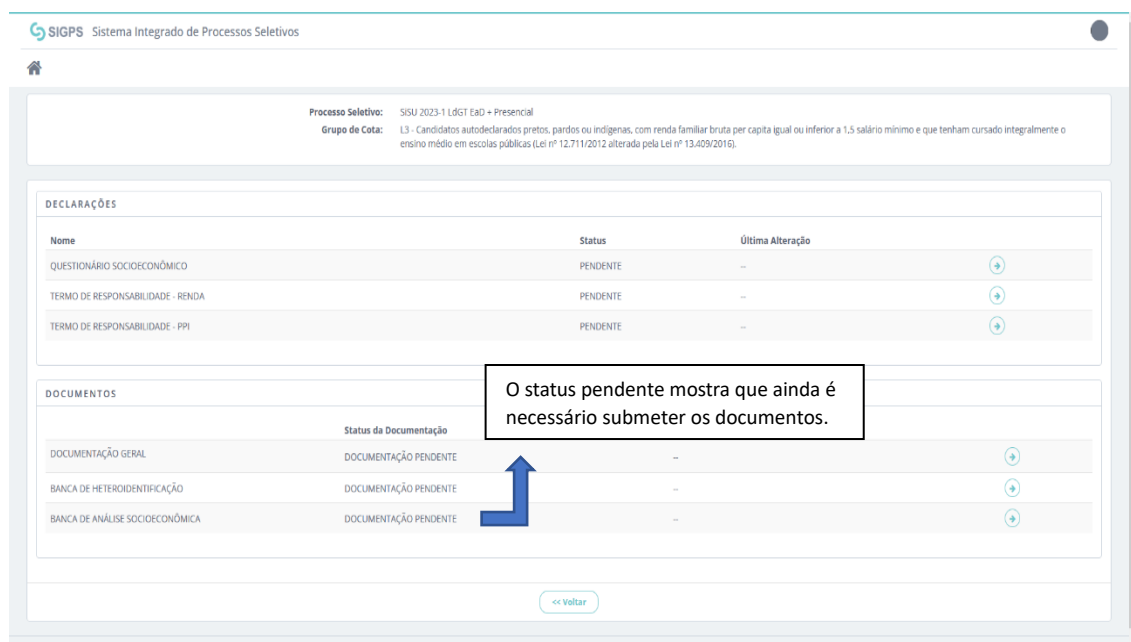 SIGPS Sistema Integrado de Processos Seletivos
Processo Seletivo: SISU 2023-1 LdGT EaD + Presencial
Grupo de Cota: L3 - Candidatos autodeclarados pretos, pardos ou indígenas, com renda familiar bruta per capita igual ou inferior a 1,5 salário mínimo e que tenham cursado integralmente o
ensino médio em escolas públicas (Lei nº 12.711/2012 alterada pela Lei nº 13.409/2016).
DECLARAÇÕES
Nome Status Última Alteração
QUESTIONÁRIO SOCIOECONÔMICO PENDENTE --
TERMO DE RESPONSABILIDADE - RENDA PENDENTE --
TERMO DE RESPONSABILIDADE - PPI PENDENTE --
DOCUMENTOS
O status pendente mostra que ainda é
necessário submeter os documentos.
Status da Documentação
DOCUMENTAÇÃO GERAL DOCUMENTAÇÃO PENDENTE --
BANCA DE HETEROIDENTIFICAÇÃO DOCUMENTAÇÃO PENDENTE --
BANCA DE ANÁLISE SOCIOECONÔMICA DOCUMENTAÇÃO PENDENTE --
<< Voltar